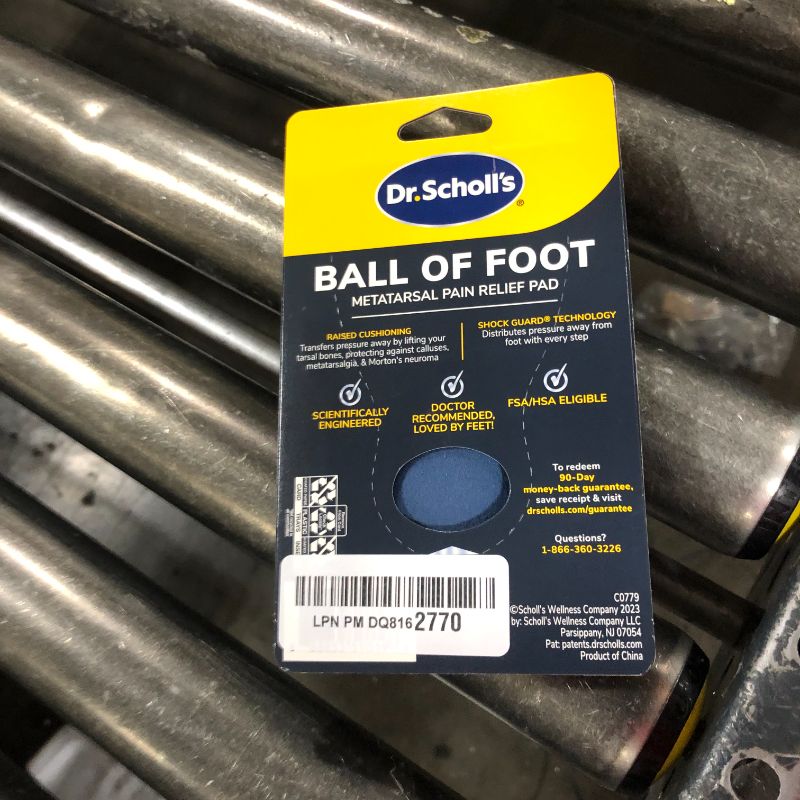 Dr.Scholl's®
BALL OF FOOT
METATARSAL PAIN RELIEF PAD
RAISED CUSHIONING
Transfers pressure away by lifting your
tarsal bones, protecting against calluses,
metatarsalgia, & Morton's neuroma
SHOCK GUARD® TECHNOLOGY
Distributes pressure away from
foot with every step
SCIENTIFICALLY
ENGINEERED
DOCTOR
RECOMMENDED,
LOVED BY FEET!
FSA/HSA ELIGIBLE
To redeem
90-Day
money-back guarantee,
save receipt & visit
drscholls.com/guarantee
Questions?
1-866-360-3226
CARD
TRAYS
PLASTIC
LPN PM DQ8162770
C0779
©Scholl's Wellness Company 2023
by: Scholl's Wellness Company LLC
Parsippany, NJ 07054
Pat: patents.drscholls.com
Product of China